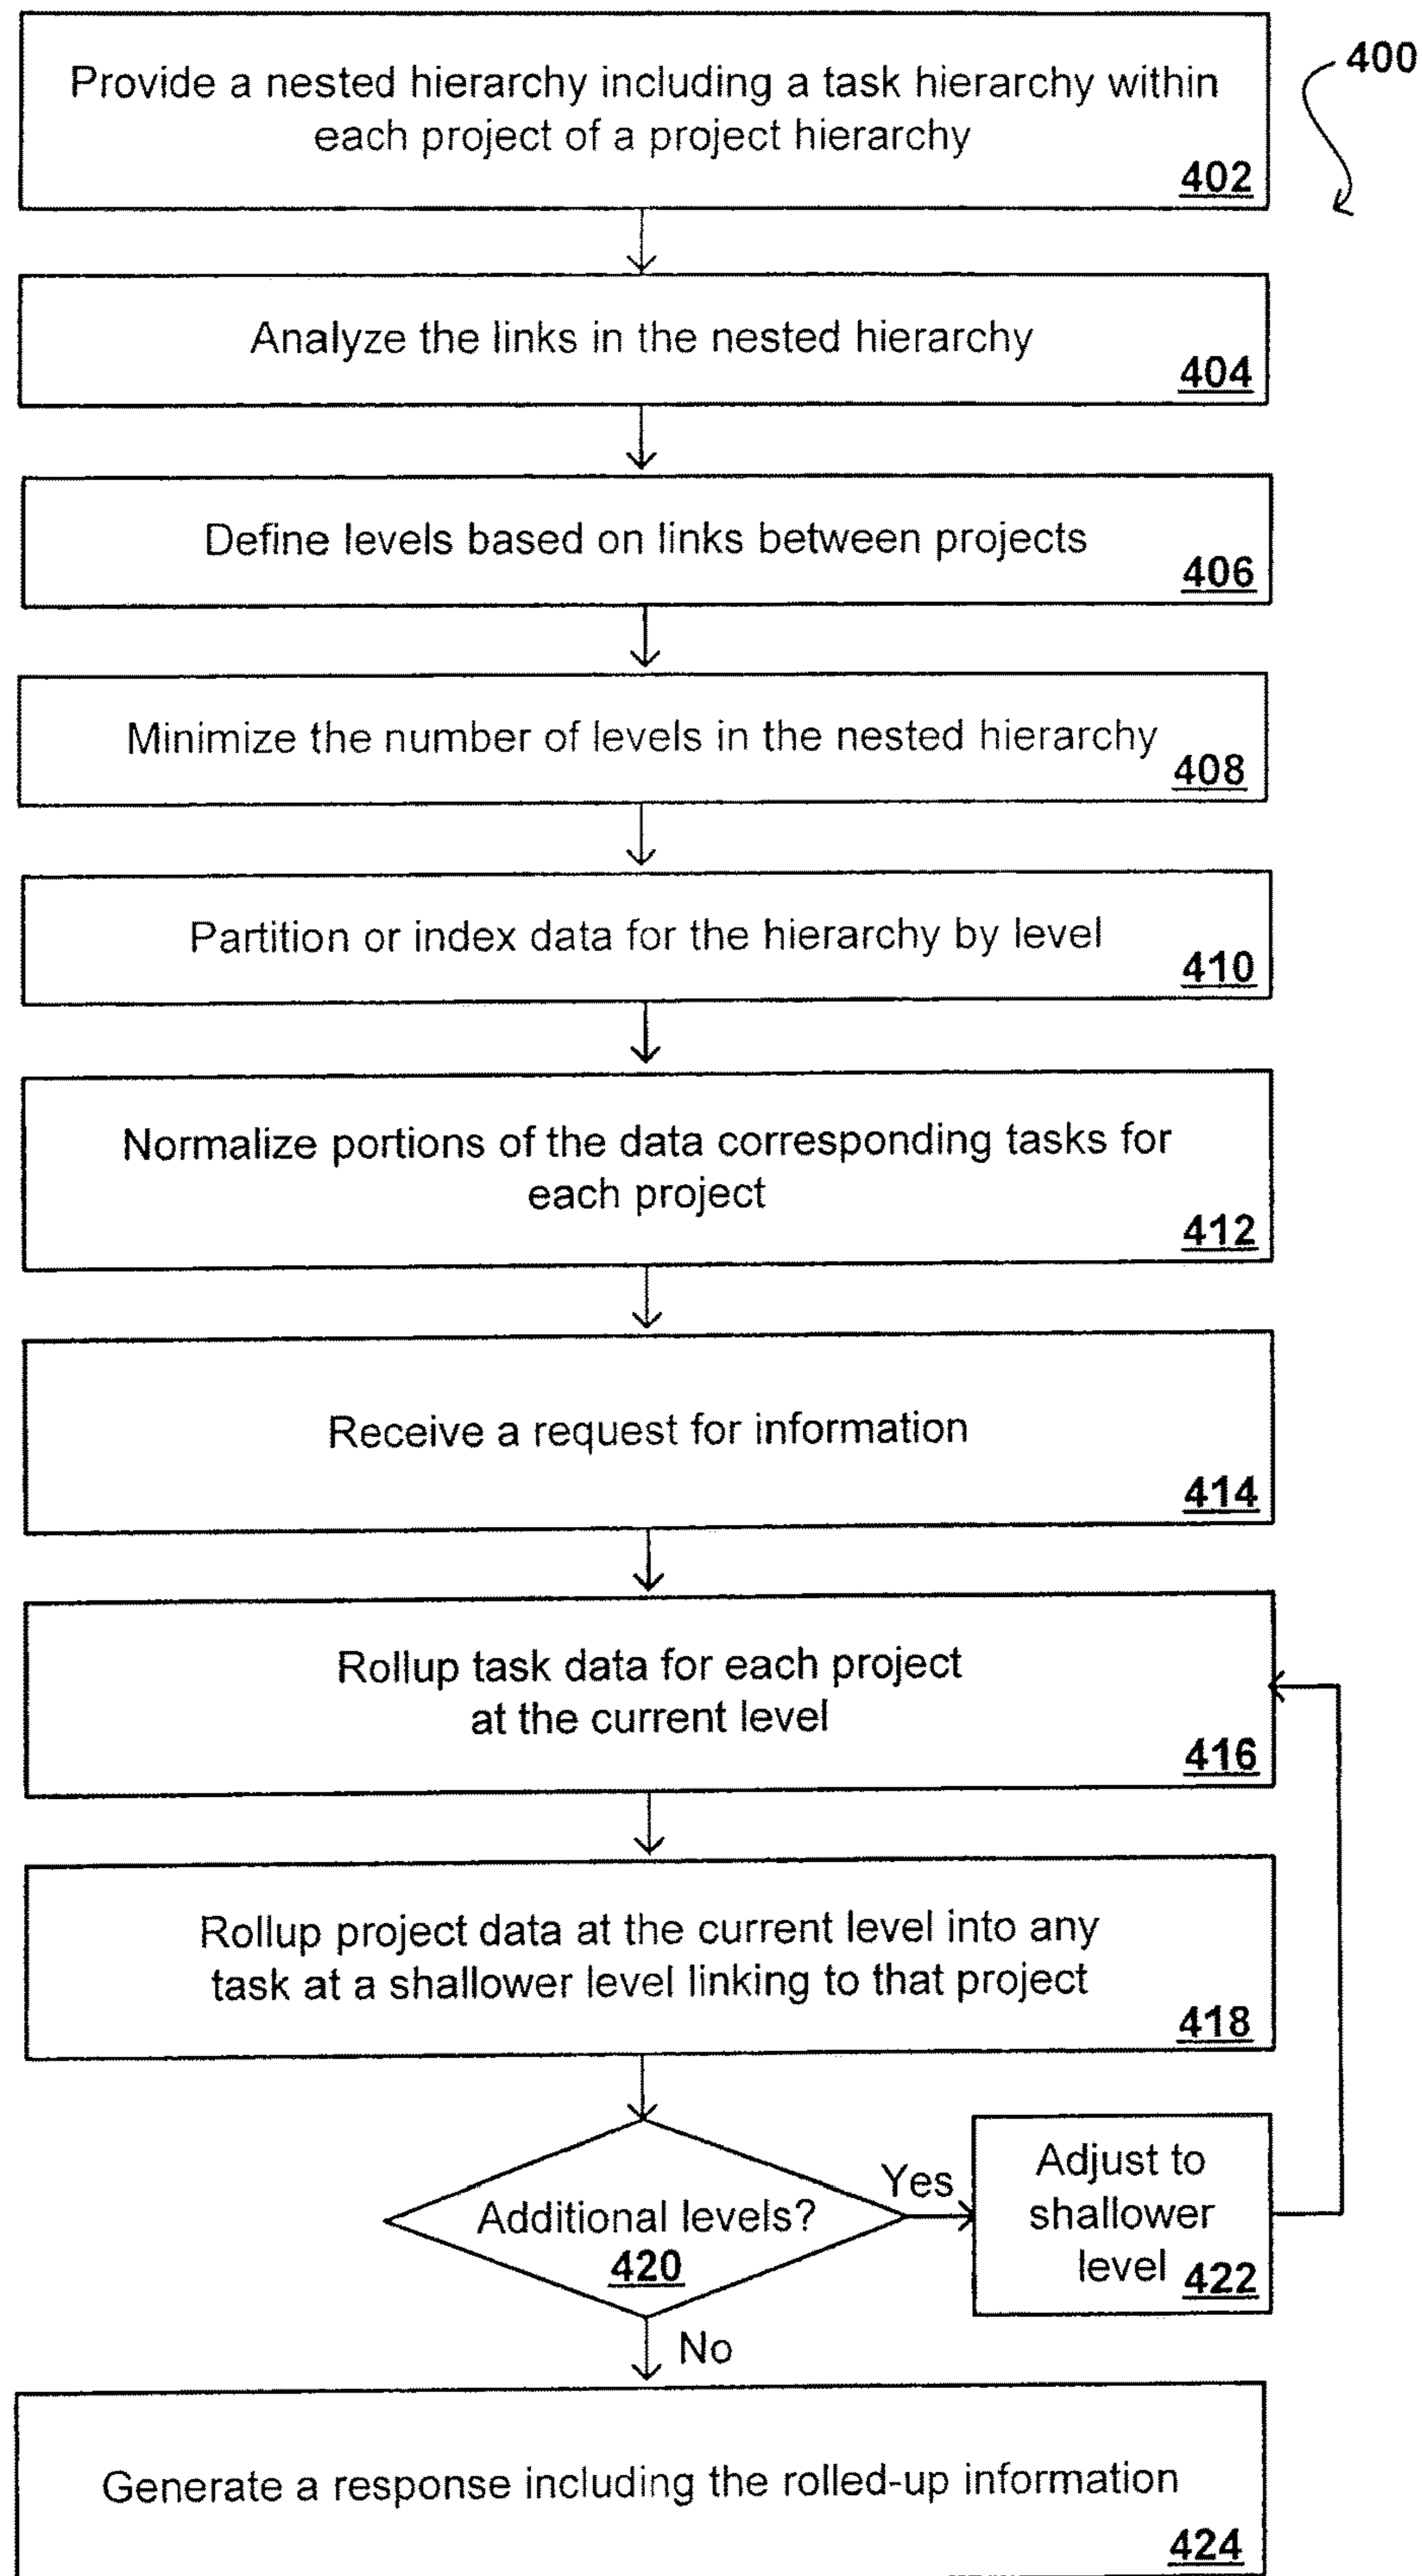 400
Provide a nested hierarchy including a task hierarchy within
each project of a project hierarchy
402
Analyze the links in the nested hierarchy
404
Define levels based on links between projects
406
Minimize the number of levels in the nested hierarchy
408
Partition or index data for the hierarchy by level
410
Normalize portions of the data corresponding tasks for
each project
412
Receive a request for information
414
Rollup task data for each project
at the current level
416
Rollup project data at the current level into any
task at a shallower level linking to that project
418
Additional levels?
420
Yes
Adjust to
shallower
level
422
No
Generate a response including the rolled-up information
424